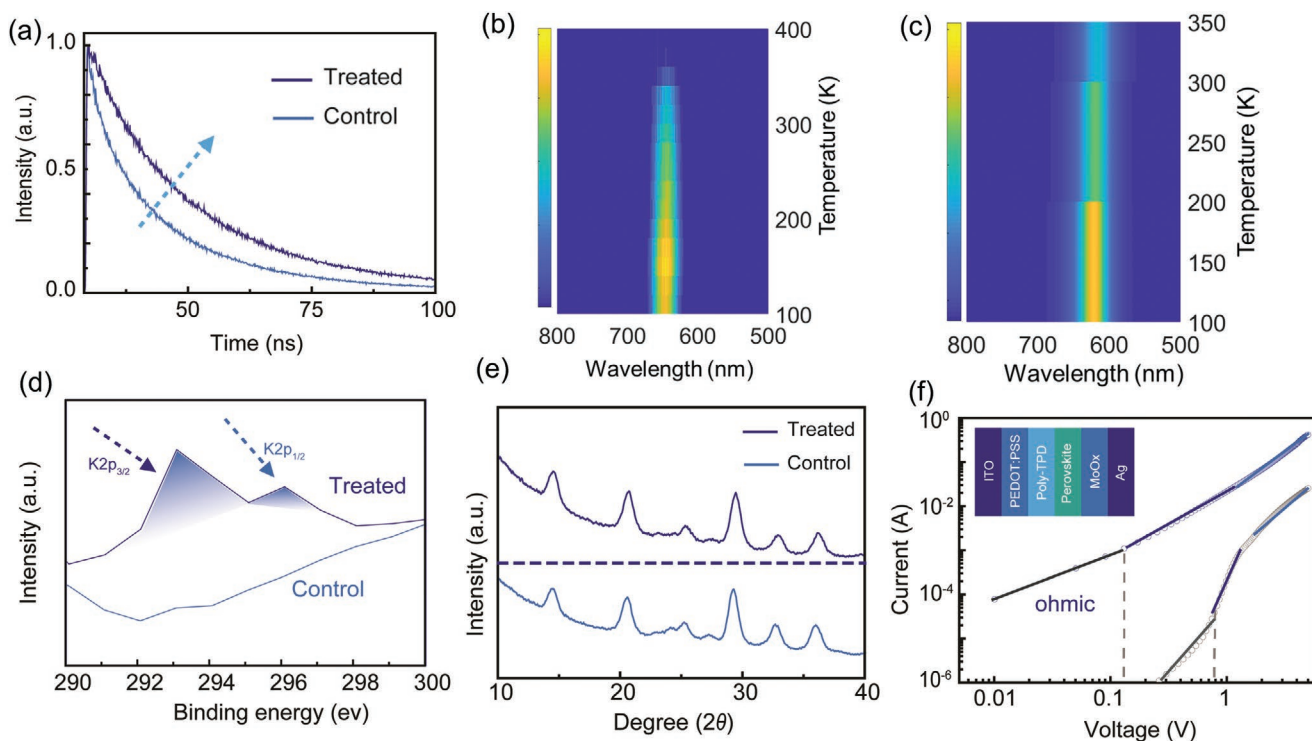 (a)
1.0
0.5
0.0
Intensity (a.u.)
Treated
Control
50
75
100
Time (ns)
(b)
400
300
200
100
Temperature (K)
800
700
600
500
Wavelength (nm)
(c)
350
300
250
200
150
100
Temperature (K)
800
700
600
500
Wavelength (nm)
(d)
Intensity (a.u.)
K2p3/2
K2p1/2
Treated
Control
290
292
294
296
298
300
Binding energy (ev)
(e)
Intensity (a.u.)
Treated
Control
10
20
30
40
Degree (2θ)
(f)
10^0
10^-2
10^-4
10^-6
Current (A)
ITO
PEDOT:PSS
Poly-TPD
Perovskite
MoOx
Ag
ohmic
0.01
0.1
1
Voltage (V)